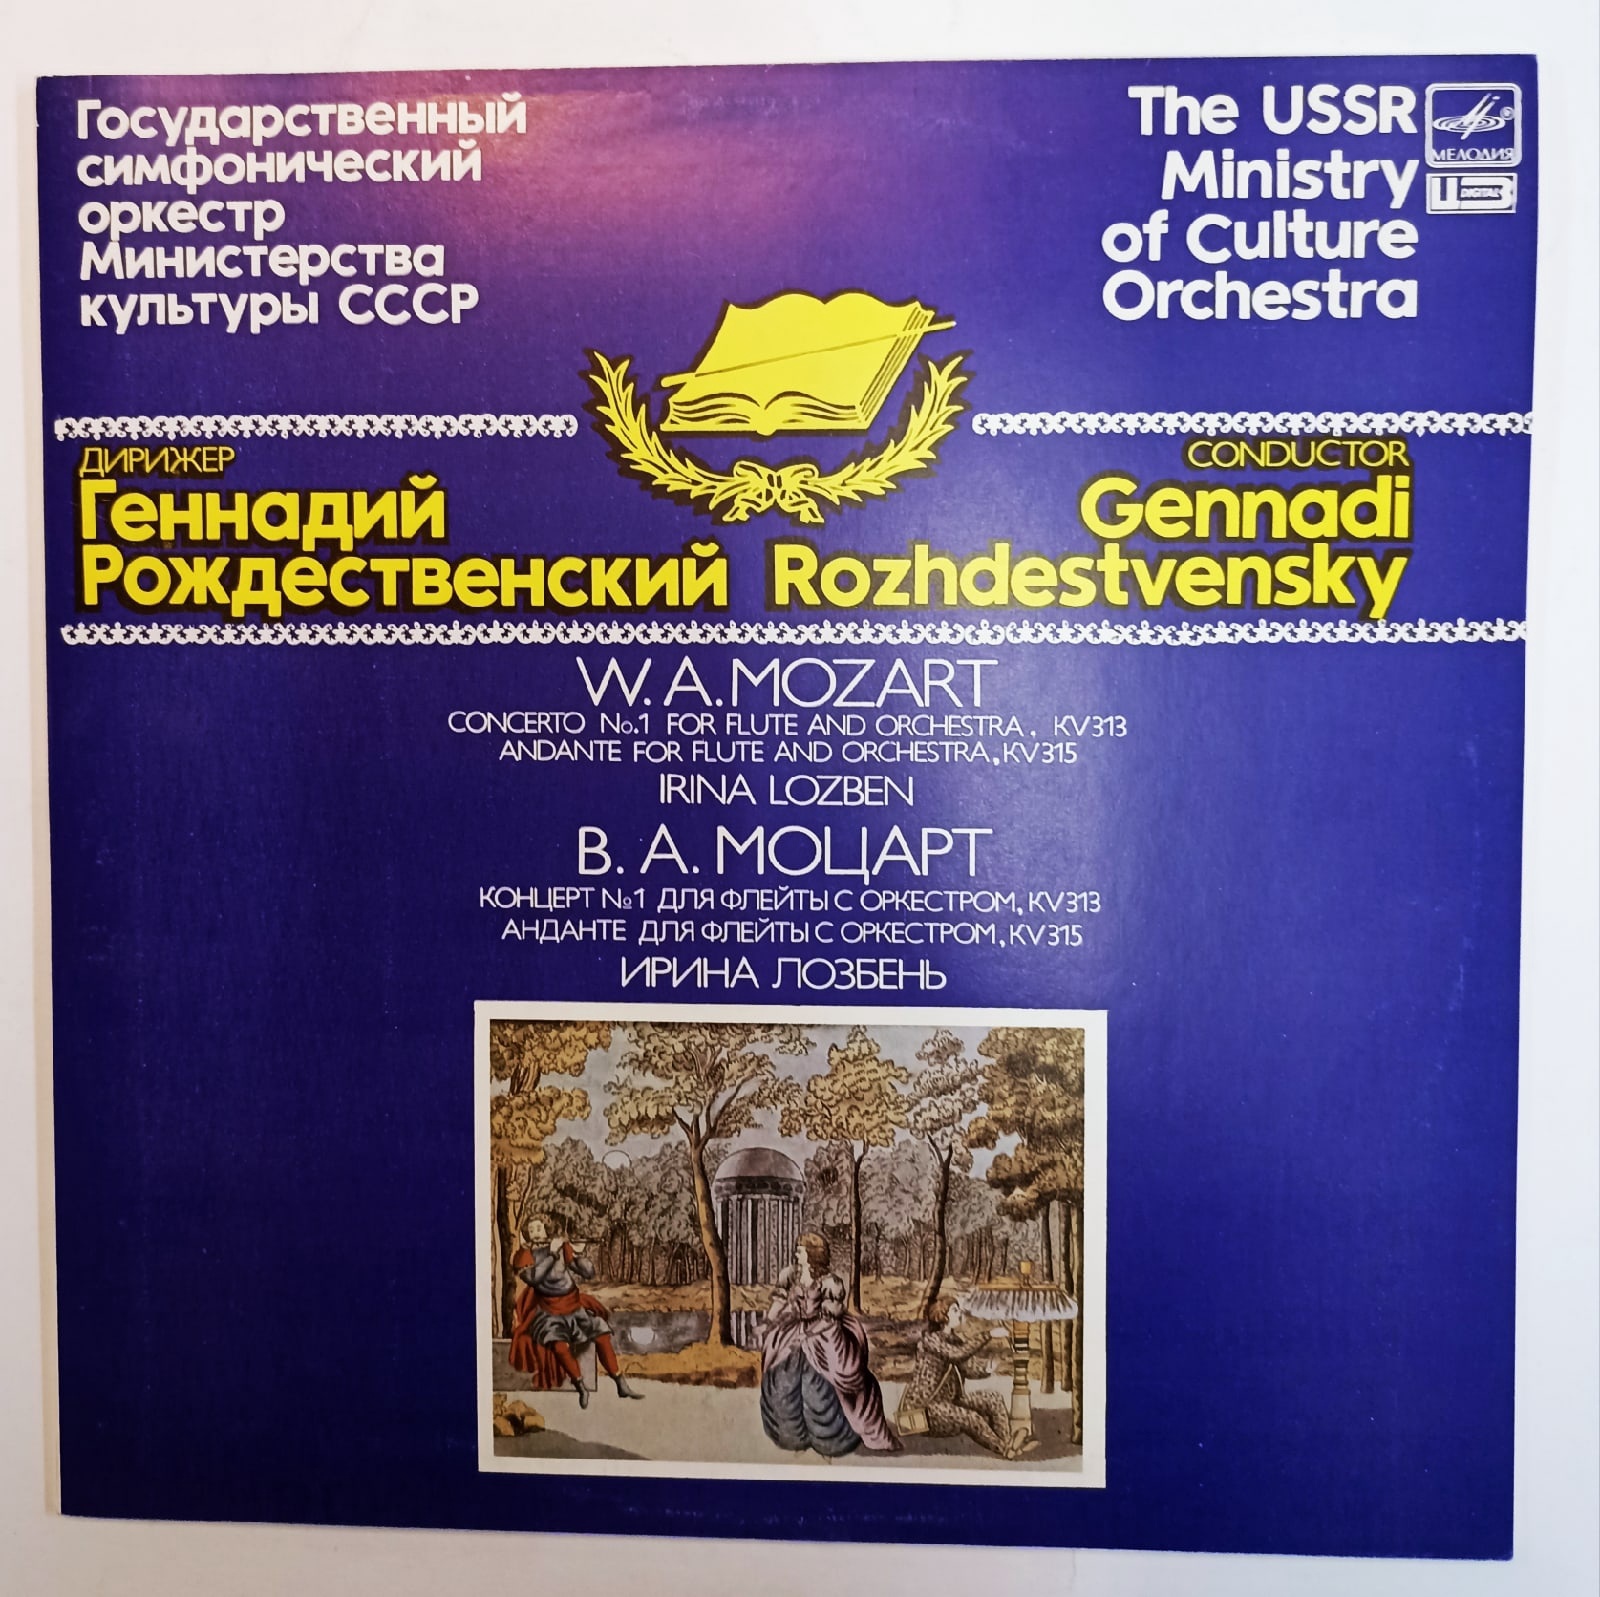 Государственный
симфонический
оркестр
Министерства
культуры СССР
The USSR
Ministry
of Culture
Orchestra
МЕЛОДИЯ
DIGITAL
ДИРИЖЕР
Геннадий
Рождественский
CONDUCTOR
Gennadi
Rozhdestvensky
W. A. MOZART
CONCERTO No.1 FOR FLUTE AND ORCHESTRA, KV313
ANDANTE FOR FLUTE AND ORCHESTRA, KV315
IRINA LOZBEN
В. А. МОЦАРТ
КОНЦЕРТ №1 ДЛЯ ФЛЕЙТЫ С ОРКЕСТРОМ, KV313
АНДАНТЕ ДЛЯ ФЛЕЙТЫ С ОРКЕСТРОМ, KV315
ИРИНА ЛОЗБЕНЬ